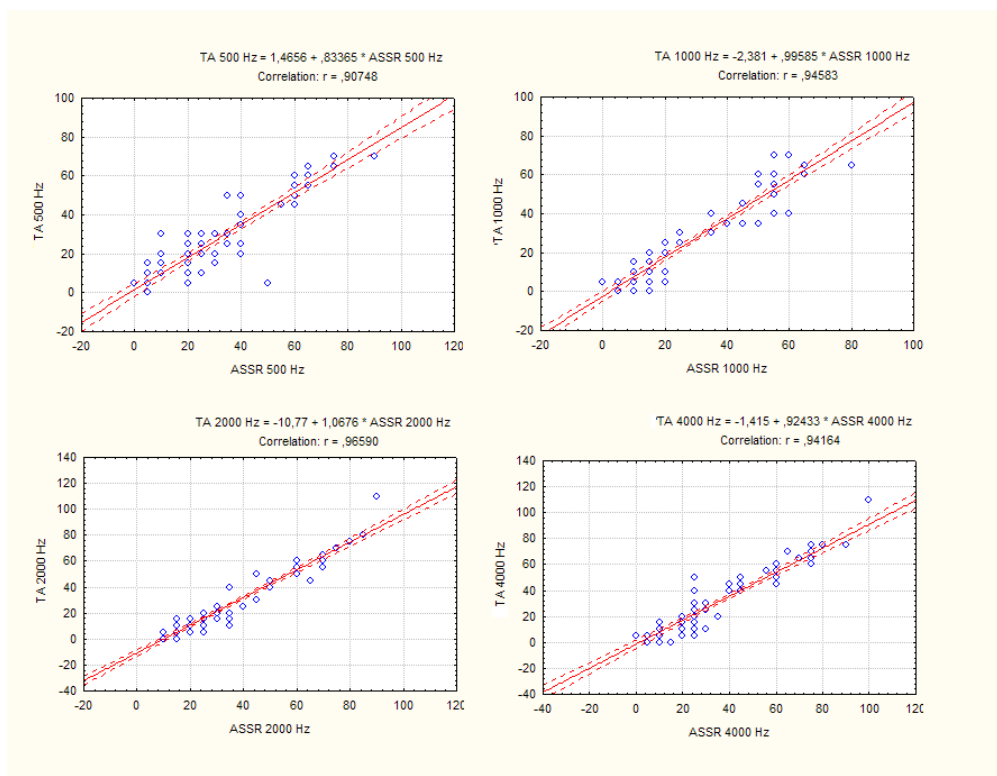 TA 500 Hz = 1,4656 + ,83365 * ASSR 500 Hz
Correlation: r = ,90748
100
80
60
40
20
0
-20
TA 500 Hz
-20 0 20 40 60 80 100 120
ASSR 500 Hz
TA 1000 Hz = -2,381 + ,99585 * ASSR 1000 Hz
Correlation: r = ,94583
100
80
60
40
20
0
-20
'TA 1000 Hz
-20 0 20 40 60 80 100
ASSR 1000 Hz
TA 2000 Hz = -10,77 + 1,0676 * ASSR 2000 Hz
Correlation: r = ,96590
140
120
100
80
60
40
20
0
-20
-40
TA 2000 Hz
-20 0 20 40 60 80 100 120
ASSR 2000 Hz
'TA 4000 Hz = -1,415 + ,92433 * ASSR 4000 Hz
Correlation: r = ,94164
140
120
100
80
60
40
20
0
-20
-40
TA 4000 Hz
-40 -20 0 20 40 60 80 100 120
ASSR 4000 Hz